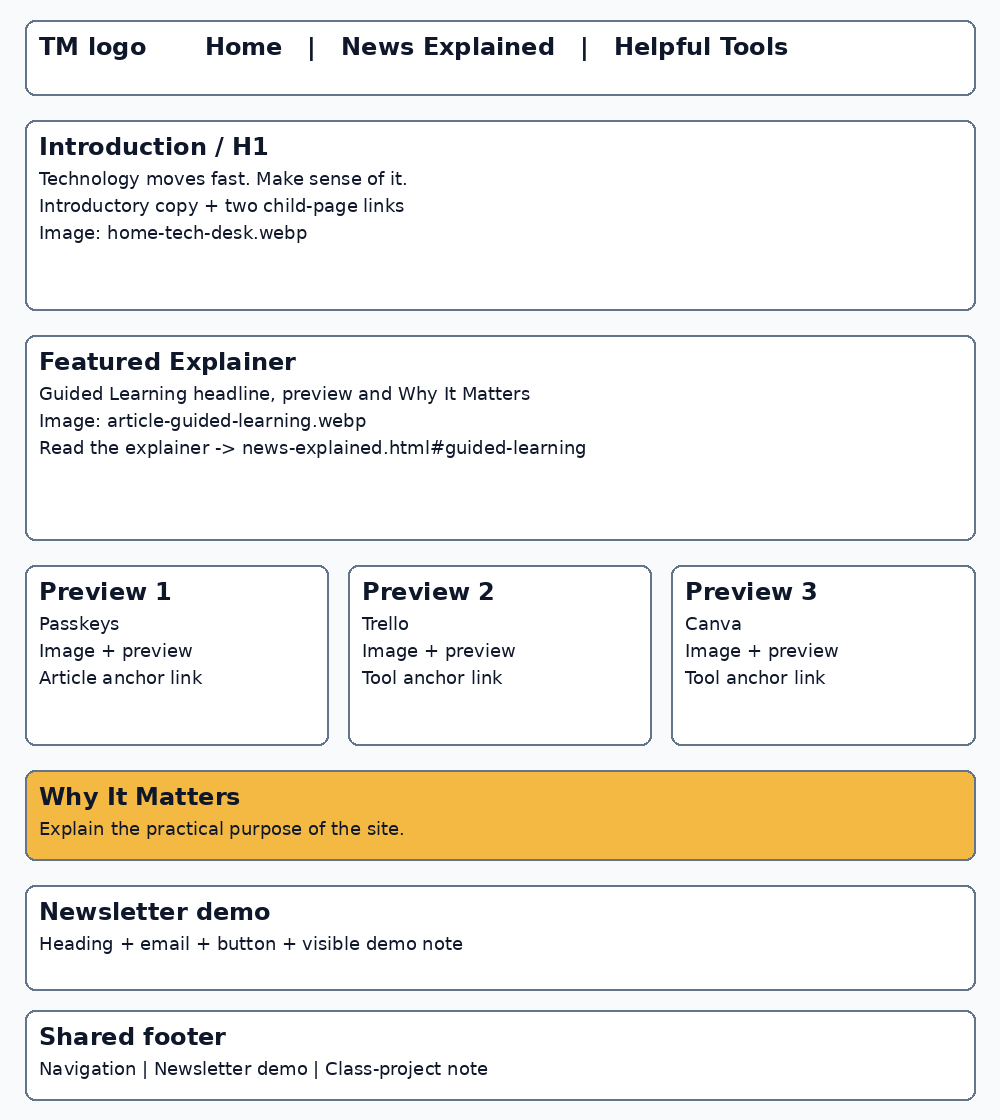 TM logo Home | News Explained | Helpful Tools
Introduction / H1
Technology moves fast. Make sense of it.
Introductory copy + two child-page links
Image: home-tech-desk.webp
Featured Explainer
Guided Learning headline, preview and Why It Matters
Image: article-guided-learning.webp
Read the explainer -> news-explained.html#guided-learning
Preview 1
Passkeys
Image + preview
Article anchor link
Preview 2
Trello
Image + preview
Tool anchor link
Preview 3
Canva
Image + preview
Tool anchor link
Why It Matters
Explain the practical purpose of the site.
Newsletter demo
Heading + email + button + visible demo note
Shared footer
Navigation | Newsletter demo | Class-project note